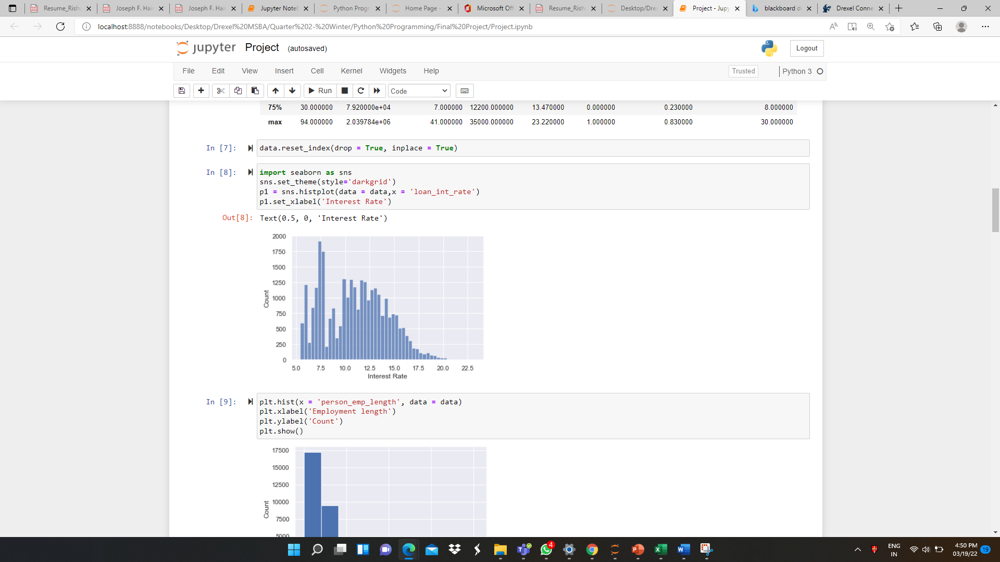 Resume_Rish
Joseph F. Hair
Joseph F. Hair
Jupyter Noteb
Python Progr
Home Page -
Microsoft Off
Resume_Rish
Desktop/Drex
Project - Jupy
blackboard d
Drexel Conne
localhost:8888/notebooks/Desktop/Drexel%20MSBA/Quarter%202-%20Winter/Python%20Programming/Final%20Project/Project.ipynb
jupyter Project (autosaved)
Logout
File Edit View Insert Cell Kernel Widgets Help
Trusted
Python 3
Run
Code
75% 30.000000 7.920000e+04 7.000000 12200.000000 13.470000 0.000000 0.230000 8.000000
max 94.000000 2.039784e+06 41.000000 35000.000000 23.220000 1.000000 0.830000 30.000000
In [7]: data.reset_index(drop = True, inplace = True)
In [8]: import seaborn as sns
sns.set_theme(style='darkgrid')
p1 = sns.histplot(data = data,x = 'loan_int_rate')
p1.set_xlabel('Interest Rate')
Out[8]: Text(0.5, 0, 'Interest Rate')
2000
1750
1500
1250
1000
750
500
250
0
Count
5.0 7.5 10.0 12.5 15.0 17.5 20.0 22.5
Interest Rate
In [9]: plt.hist(x = 'person_emp_length', data = data)
plt.xlabel('Employment length')
plt.ylabel('Count')
plt.show()
17500
15000
12500
10000
7500
5000
Count
4
ENG
IN
4:50 PM
03/19/22
19